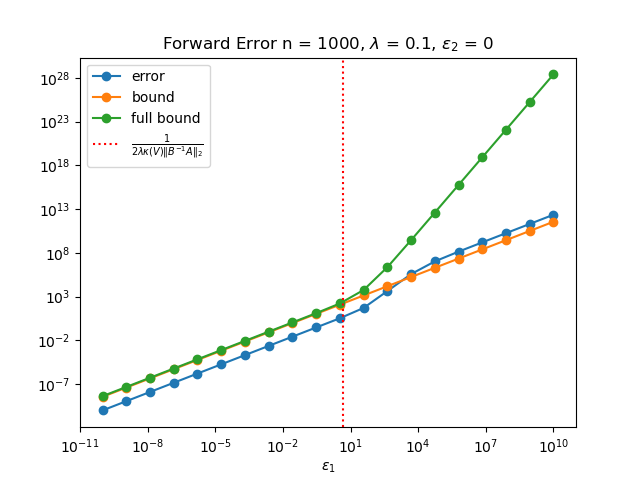 Forward Error n = 1000, λ = 0.1, ε₂ = 0
10²⁸
10²³
10¹⁸
10¹³
10⁸
10³
10⁻²
10⁻⁷
error
bound
full bound
1
2λκ(V)‖B⁻¹A‖₂
10⁻¹¹ 10⁻⁸ 10⁻⁵ 10⁻² 10¹ 10⁴ 10⁷ 10¹⁰
ε₁